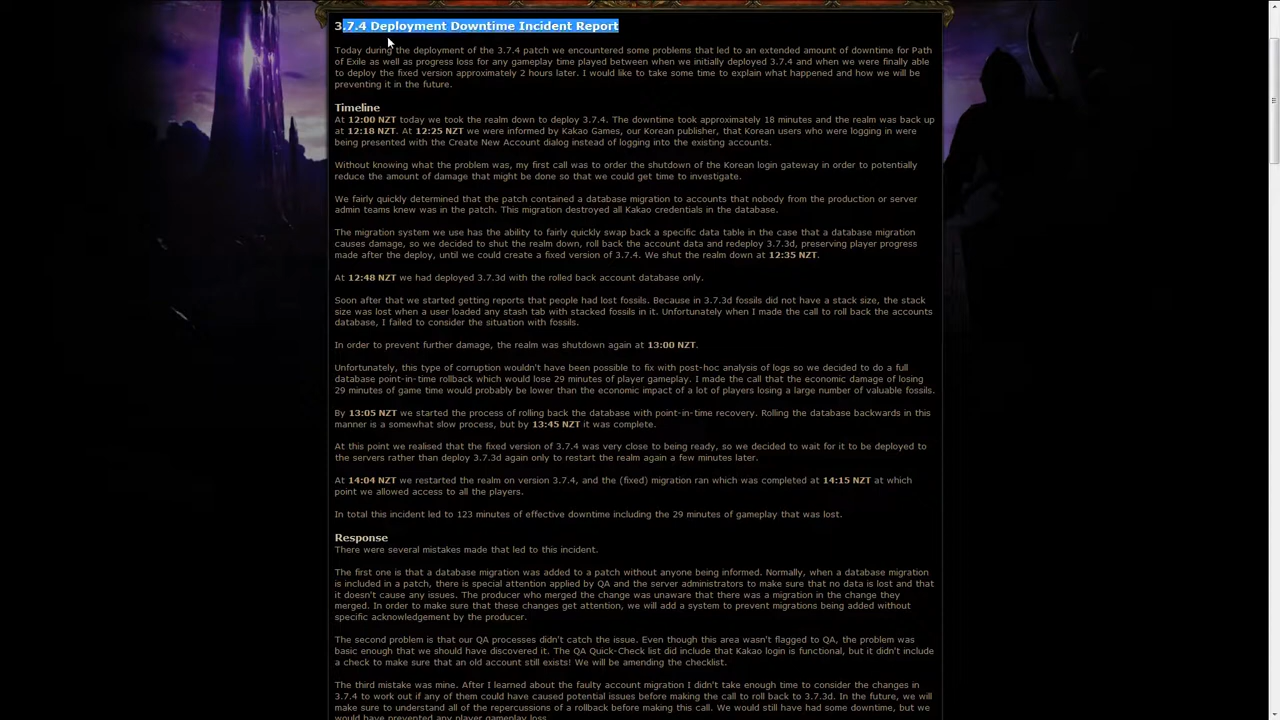 3.7.4 Deployment Downtime Incident Report
Today during the deployment of the 3.7.4 patch we encountered some problems that led to an extended amount of downtime for Path
of Exile as well as progress loss for any gameplay time played between when we initially deployed 3.7.4 and when we were finally able
to deploy the fixed version approximately 2 hours later. I would like to take some time to explain what happened and how we will be
preventing it in the future.
Timeline
At 12:00 NZT today we took the realm down to deploy 3.7.4. The downtime took approximately 18 minutes and the realm was back up
at 12:18 NZT. At 12:25 NZT we were informed by Kakao Games, our Korean publisher, that Korean users who were logging in were
being presented with the Create New Account dialog instead of logging into the existing accounts.
Without knowing what the problem was, my first call was to order the shutdown of the Korean login gateway in order to potentially
reduce the amount of damage that might be done so that we could get time to investigate.
We fairly quickly determined that the patch contained a database migration to accounts that nobody from the production or server
admin teams knew was in the patch. This migration destroyed all Kakao credentials in the database.
The migration system we use has the ability to fairly quickly swap back a specific data table in the case that a database migration
causes damage, so we decided to shut the realm down, roll back the account data and redeploy 3.7.3d, preserving player progress
made after the deploy, until we could create a fixed version of 3.7.4. We shut the realm down at 12:35 NZT.
At 12:48 NZT we had deployed 3.7.3d with the rolled back account database only.
Soon after that we started getting reports that people had lost fossils. Because in 3.7.3d fossils did not have a stack size, the stack
size was lost when a user loaded any stash tab with stacked fossils in it. Unfortunately when I made the call to roll back the accounts
database, I failed to consider the situation with fossils.
In order to prevent further damage, the realm was shutdown again at 13:00 NZT.
Unfortunately, this type of corruption wouldn't have been possible to fix with post-hoc analysis of logs so we decided to do a full
database point-in-time rollback which would lose 29 minutes of player gameplay. I made the call that the economic damage of losing
29 minutes of game time would probably be lower than the economic impact of a lot of players losing a large number of valuable fossils.
By 13:05 NZT we started the process of rolling back the database with point-in-time recovery. Rolling the database backwards in this
manner is a somewhat slow process, but by 13:45 NZT it was complete.
At this point we realised that the fixed version of 3.7.4 was very close to being ready, so we decided to wait for it to be deployed to
the servers rather than deploy 3.7.3d again only to restart the realm again a few minutes later.
At 14:04 NZT we restarted the realm on version 3.7.4, and the (fixed) migration ran which was completed at 14:15 NZT at which
point we allowed access to all the players.
In total this incident led to 123 minutes of effective downtime including the 29 minutes of gameplay that was lost.
Response
There were several mistakes made that led to this incident.
The first one is that a database migration was added to a patch without anyone being informed. Normally, when a database migration
is included in a patch, there is special attention applied by QA and the server administrators to make sure that no data is lost and that
it doesn't cause any issues. The producer who merged the change was unaware that there was a migration in the change they
merged. In order to make sure that these changes get attention, we will add a system to prevent migrations being added without
specific acknowledgement by the producer.
The second problem is that our QA processes didn't catch the issue. Even though this area wasn't flagged to QA, the problem was
basic enough that we should have discovered it. The QA Quick-Check list did include that Kakao login is functional, but it didn't include
a check to make sure that an old account still exists! We will be amending the checklist.
The third mistake was mine. After I learned about the faulty account migration I didn't take enough time to consider the changes in
3.7.4 to work out if any of them could have caused potential issues before making the call to roll back to 3.7.3d. In the future, we will
make sure to understand all of the repercussions of a rollback before making this call. We would still have had some downtime, but we
would have prevented any player gameplay loss.